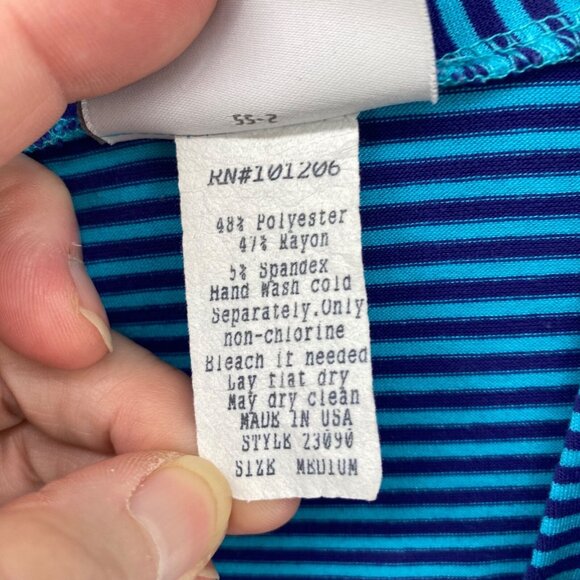 SS-2
RN#101206
48% Polyester
47% Rayon
5% Spandex
Hand Wash cold
Separately.Only
non-chlorine
Bleach if needed
Lay flat dry
May dry clean
MADE IN USA
STYLE 23090
SIZE MEDIUM